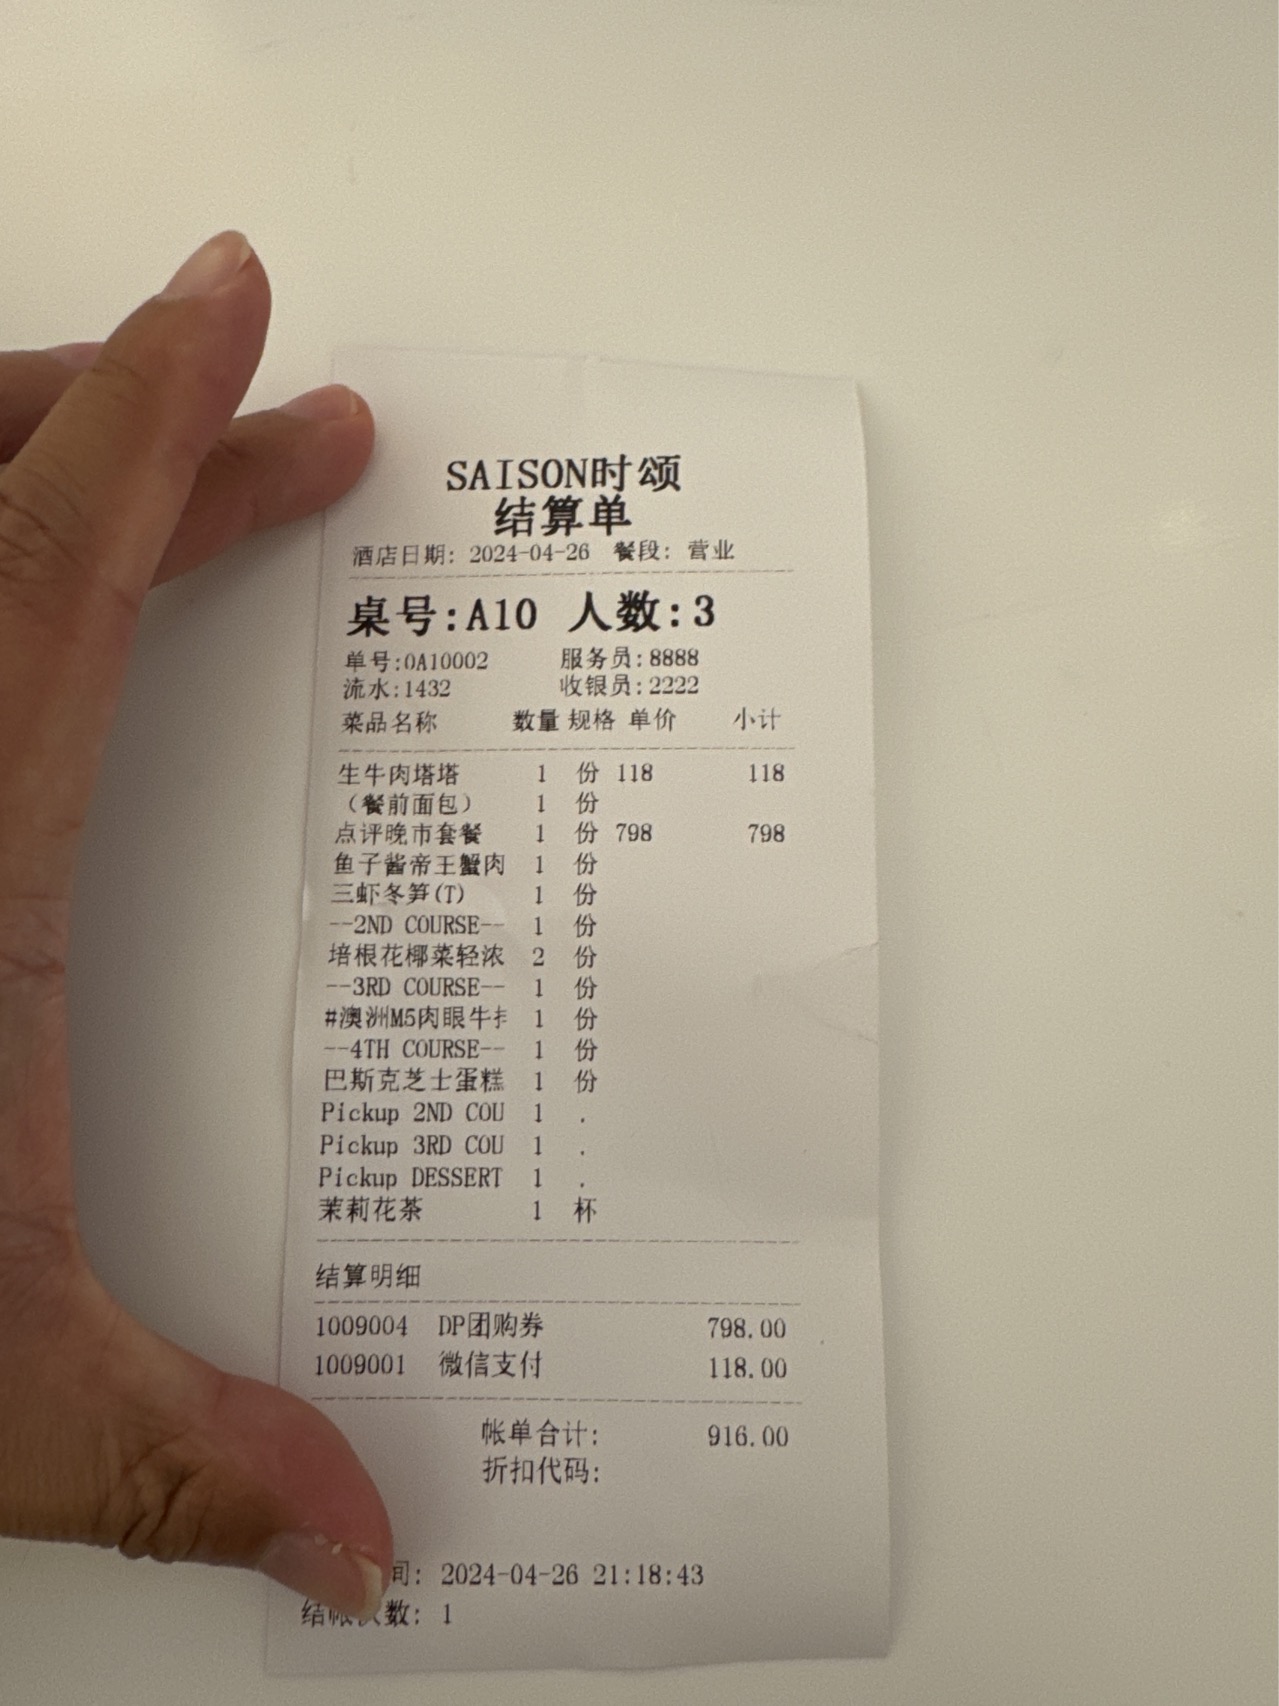 SAISON时颂
结算单
酒店日期: 2024-04-26 餐段: 营业
桌号:A10 人数:3
单号:0A10002 服务员:8888
流水:1432 收银员:2222
菜品名称 数量 规格 单价 小计
生牛肉塔塔 1 份 118 118
（餐前面包） 1 份
点评晚市套餐 1 份 798 798
鱼子酱帝王蟹肉 1 份
三虾冬笋(T) 1 份
--2ND COURSE-- 1 份
培根花椰菜轻浓 2 份
--3RD COURSE-- 1 份
#澳洲M5肉眼牛 1 份
--4TH COURSE-- 1 份
巴斯克芝士蛋糕 1 份
Pickup 2ND COU 1 .
Pickup 3RD COU 1 .
Pickup DESSERT 1 .
茉莉花茶 1 杯
结算明细
1009004 DP团购券 798.00
1009001 微信支付 118.00
帐单合计: 916.00
折扣代码:
间: 2024-04-26 21:18:43
结帐 数: 1